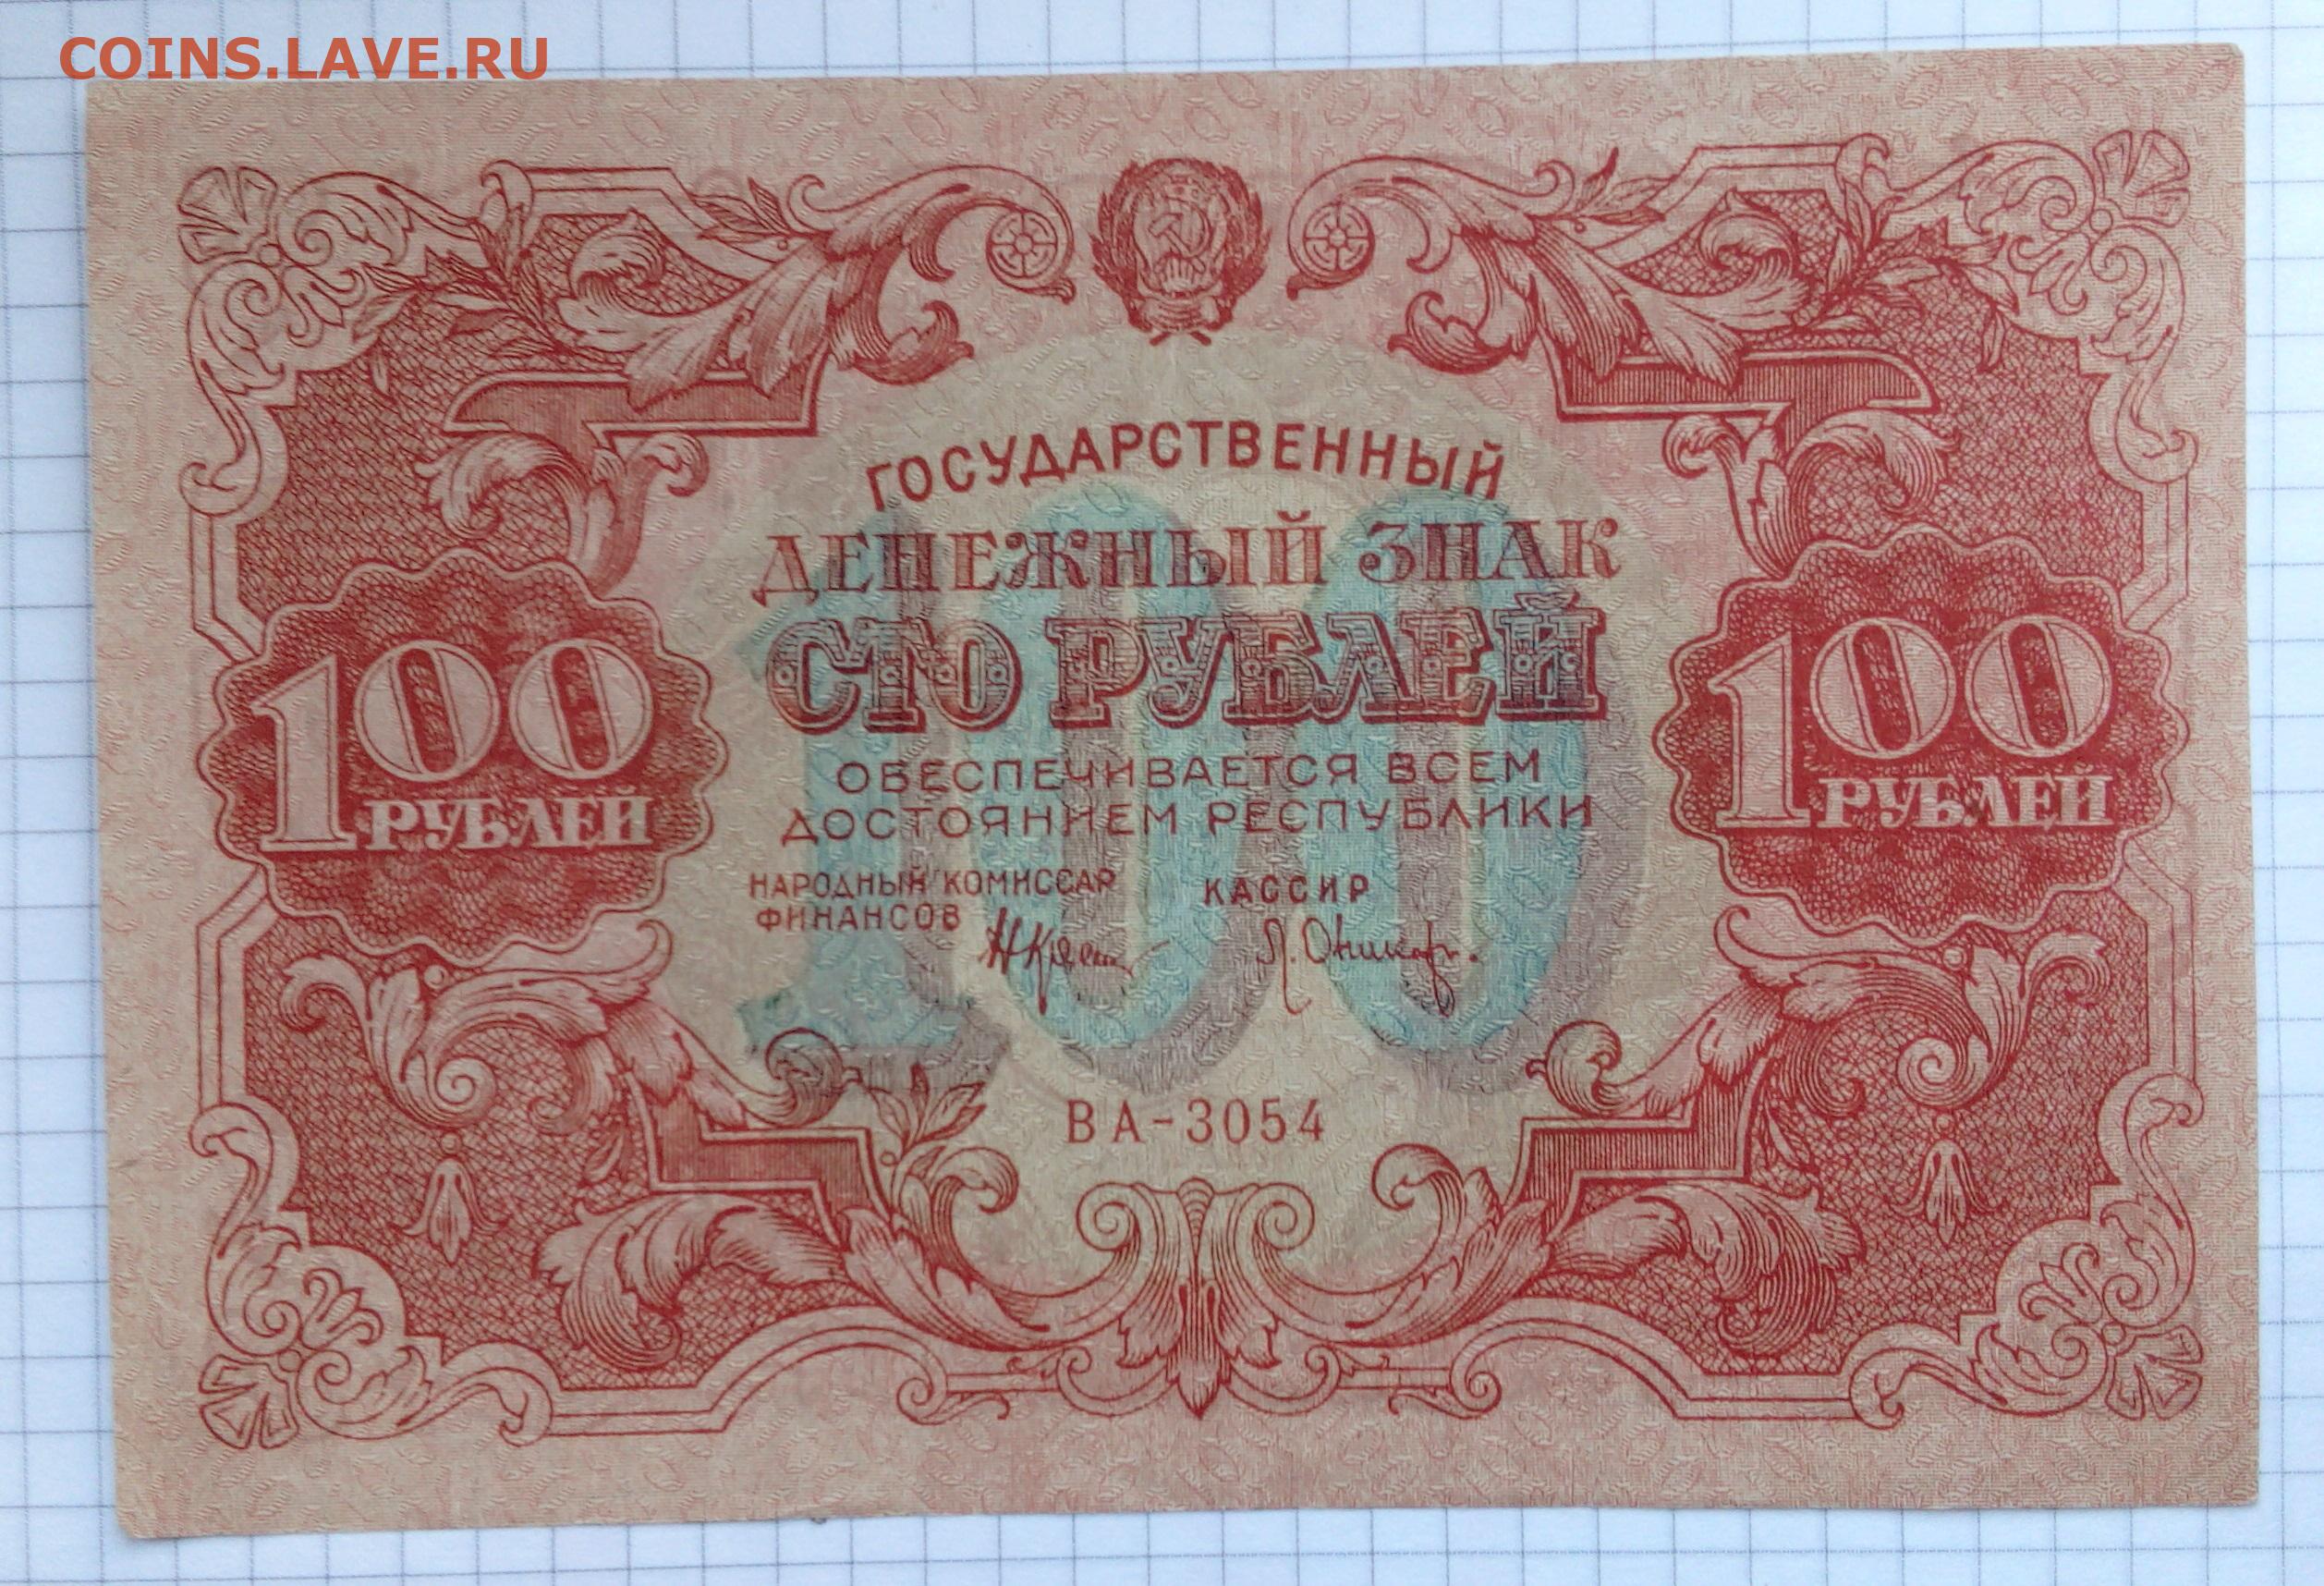 COINS.LAVE.RU
ГОСУДАРСТВЕННЫЙ
ДЕНЕЖНЫЙ ЗНАК
СТО РУБЛЕЙ
100
100
РУБЛЕЙ
100
РУБЛЕЙ
ОБЕСПЕЧИВАЕТСЯ ВСЕМ
ДОСТОЯНИЕМ РЕСПУБЛИКИ
НАРОДНЫЙ КОМИССАР
ФИНАНСОВ
КАССИР
ВА-3054